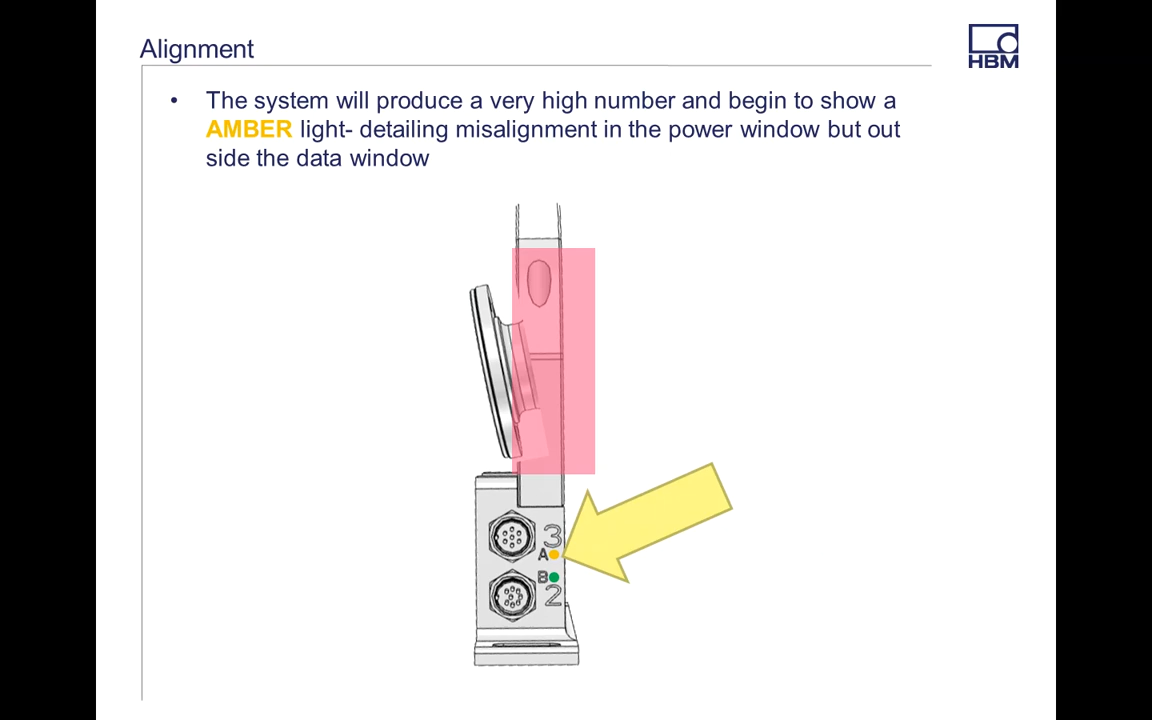 Alignment
HBM
• The system will produce a very high number and begin to show a
AMBER light- detailing misalignment in the power window but out
side the data window
3
A
B
2